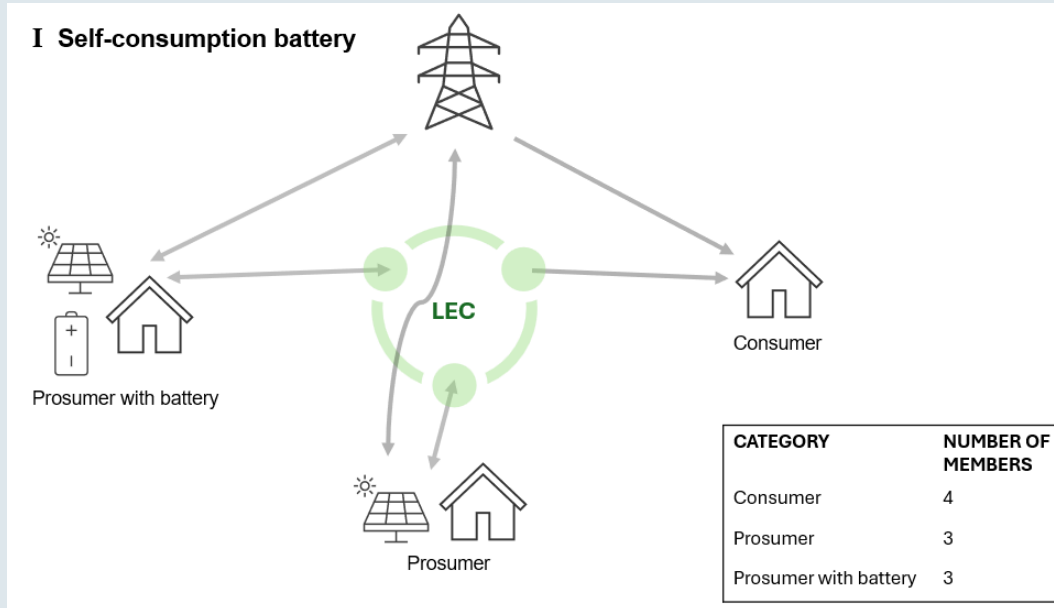 I Self-consumption battery
LEC
Consumer
Prosumer with battery
Prosumer
CATEGORY NUMBER OF
MEMBERS
Consumer 4
Prosumer 3
Prosumer with battery 3